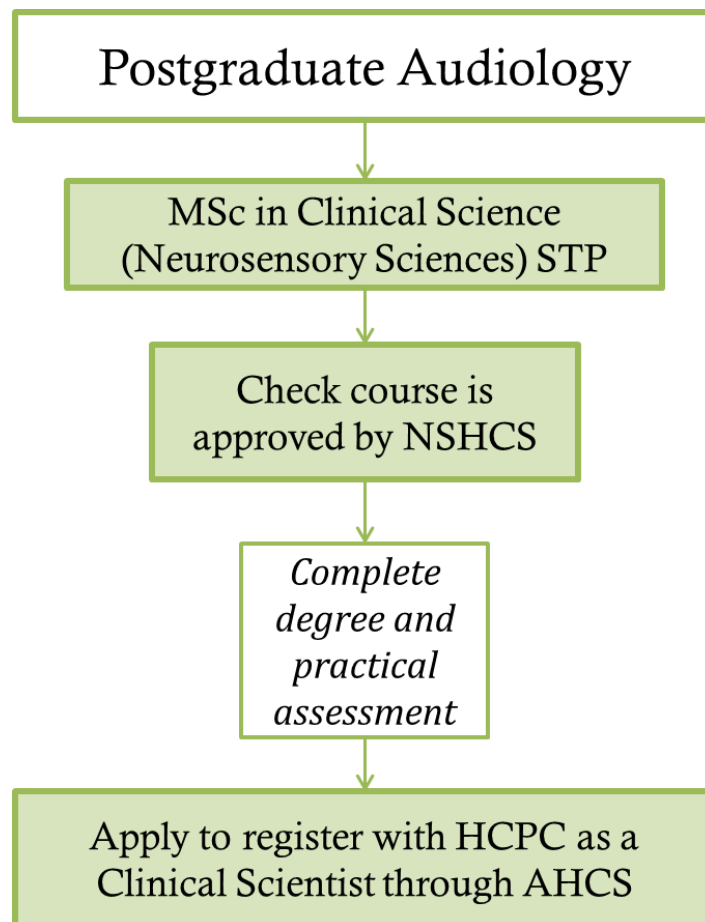 Postgraduate Audiology
MSc in Clinical Science
(Neurosensory Sciences) STP
Check course is
approved by NSHCS
Complete
degree and
practical
assessment
Apply to register with HCPC as a
Clinical Scientist through AHCS